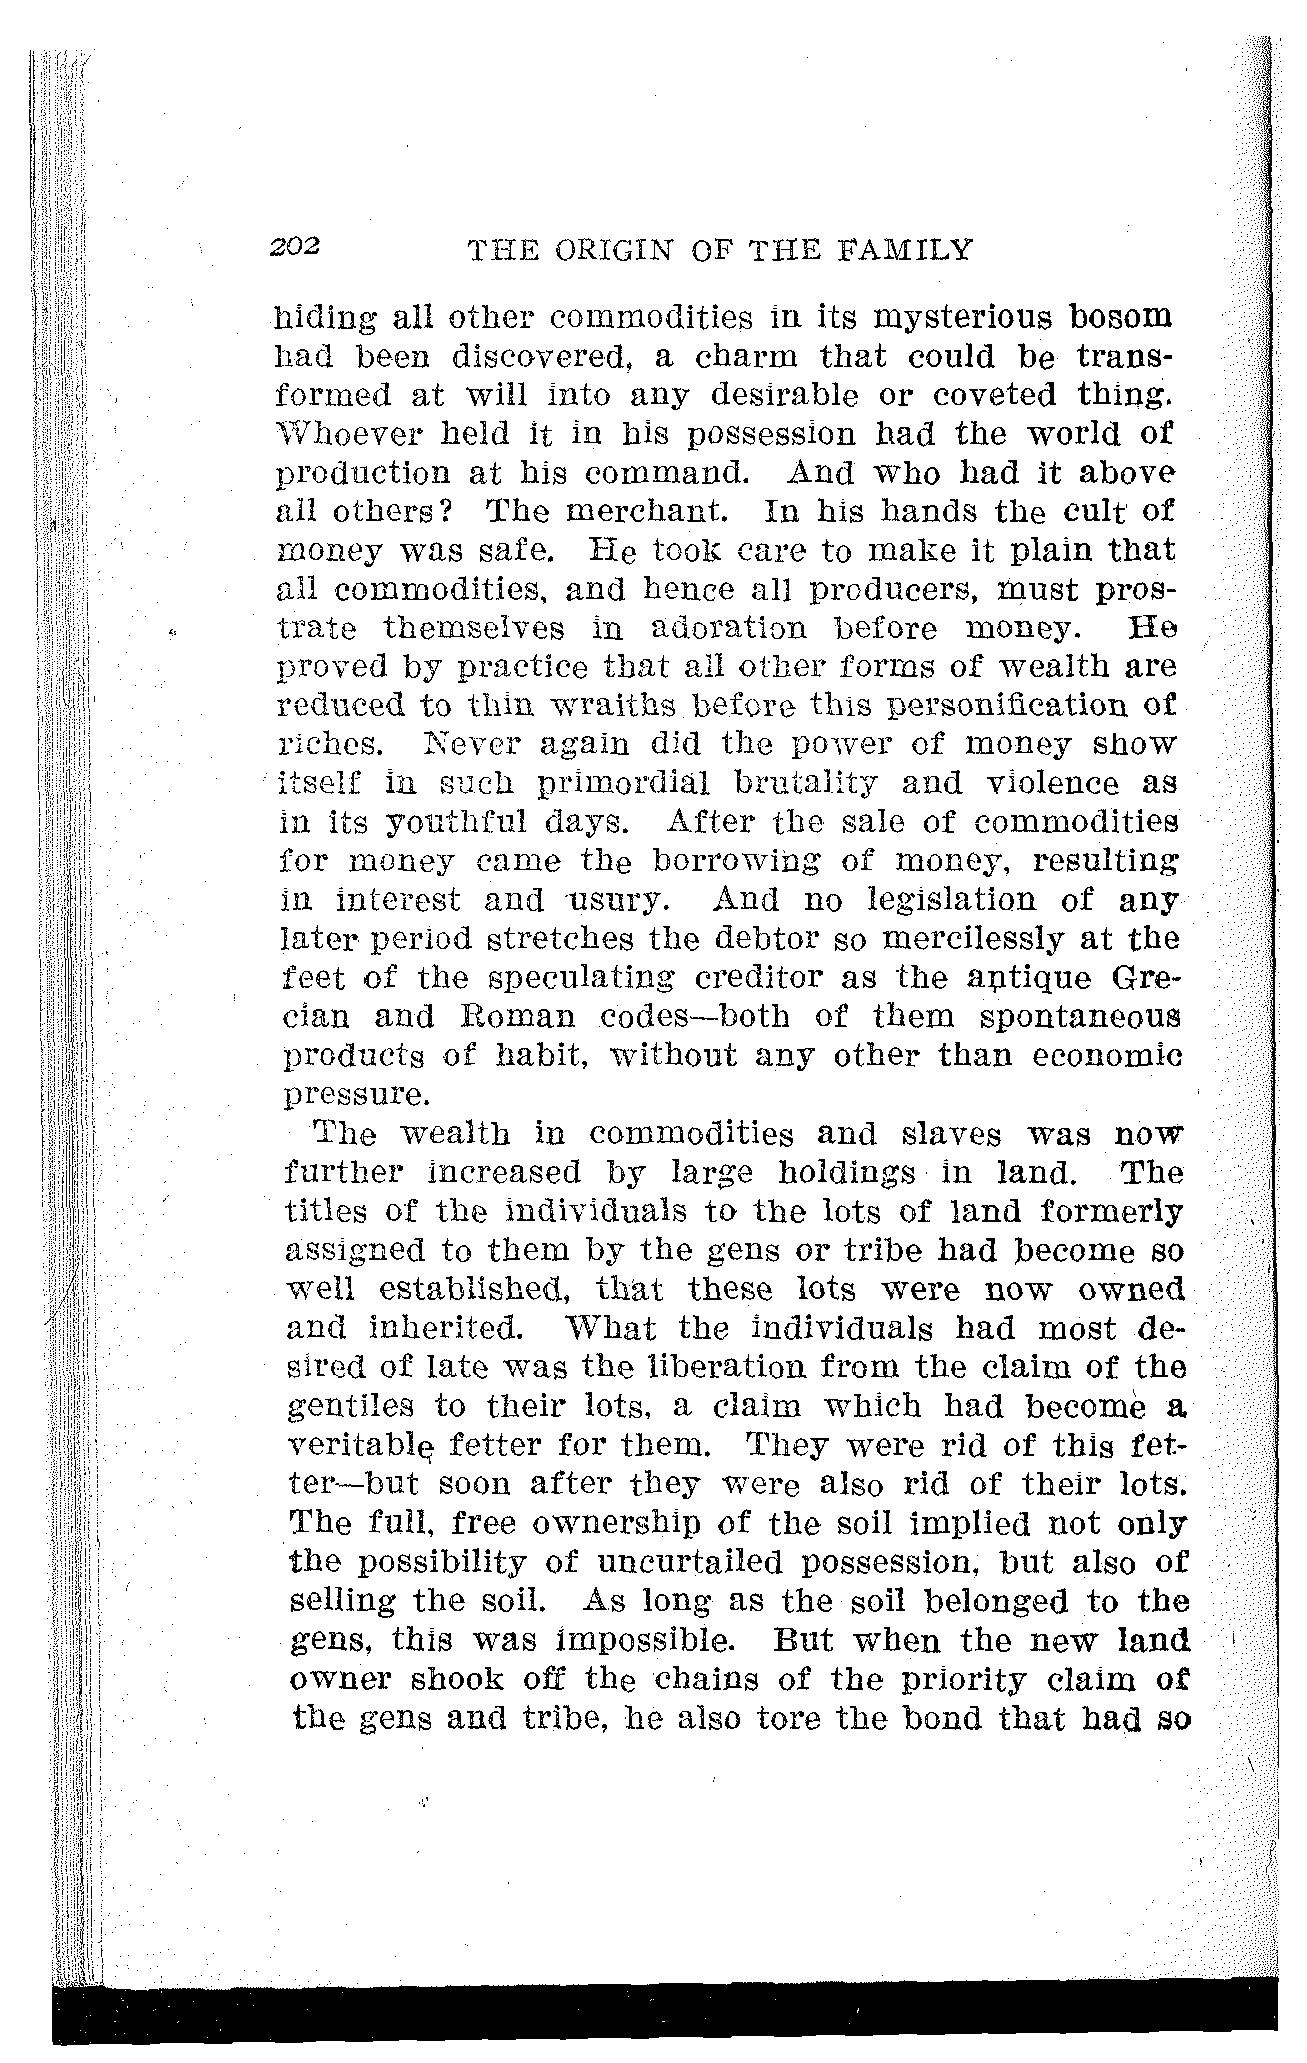 202 THE ORIGIN OF THE FAMILY
hiding all other commodities in its mysterious bosom
had been discovered, a charm that could be trans-
formed at will into any desirable or coveted thing.
Whoever held it in his possession had the world of
production at his command. And who had it above
all others? The merchant. In his hands the cult of
money was safe. He took care to make it plain that
all commodities, and hence all producers, must pros-
trate themselves in adoration before money. He
proved by practice that all other forms of wealth are
reduced to thin wraiths before this personification of
riches. Never again did the power of money show
itself in such primordial brutality and violence as
in its youthful days. After the sale of commodities
for money came the borrowing of money, resulting
in interest and usury. And no legislation of any
later period stretches the debtor so mercilessly at the
feet of the speculating creditor as the antique Gre-
cian and Roman codes—both of them spontaneous
products of habit, without any other than economic
pressure.
The wealth in commodities and slaves was now
further increased by large holdings in land. The
titles of the individuals to the lots of land formerly
assigned to them by the gens or tribe had become so
well established, that these lots were now owned
and inherited. What the individuals had most de-
sired of late was the liberation from the claim of the
gentiles to their lots, a claim which had become a
veritable fetter for them. They were rid of this fet-
ter—but soon after they were also rid of their lots.
The full, free ownership of the soil implied not only
the possibility of uncurtailed possession, but also of
selling the soil. As long as the soil belonged to the
gens, this was impossible. But when the new land
owner shook off the chains of the priority claim of
the gens and tribe, he also tore the bond that had so